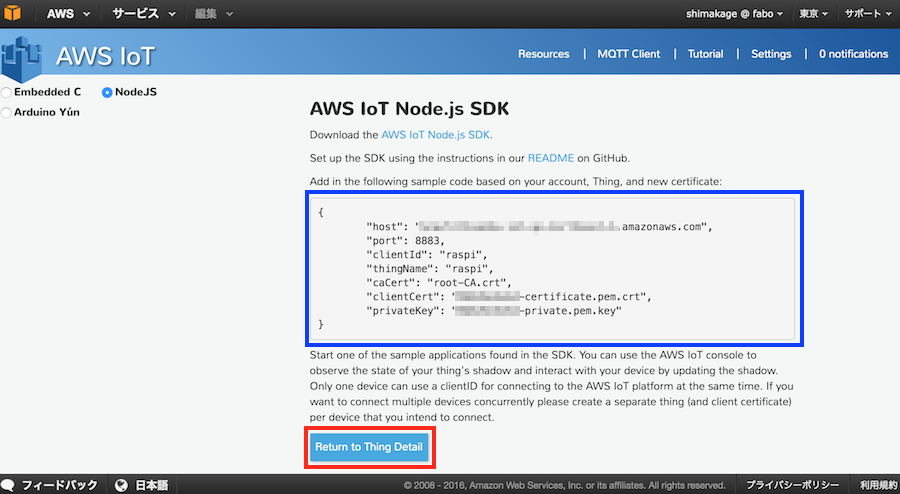 AWS サービス 編集 shimakage @ fabo 東京 サポート
AWS IoT Resources MQTT Client Tutorial Settings 0 notifications
Embedded C NodeJS
Arduino Yún
AWS IoT Node.js SDK
Download the AWS IoT Node.js SDK.
Set up the SDK using the instructions in our README on GitHub.
Add in the following sample code based on your account, Thing, and new certificate:
{
"host": ".amazonaws.com",
"port": 8883,
"clientId": "raspi",
"thingName": "raspi",
"caCert": "root-CA.crt",
"clientCert": "-certificate.pem.crt",
"privateKey": "-private.pem.key"
}
Start one of the sample applications found in the SDK. You can use the AWS IoT console to
observe the state of your thing's shadow and interact with your device by updating the shadow.
Only one device can use a clientID for connecting to the AWS IoT platform at the same time. If you
want to connect multiple devices concurrently please create a separate thing (and client certificate)
per device that you intend to connect.
Return to Thing Detail
フィードバック 日本語 © 2008 - 2016, Amazon Web Services, Inc. or its affiliates. All rights reserved. プライバシーポリシー 利用規約